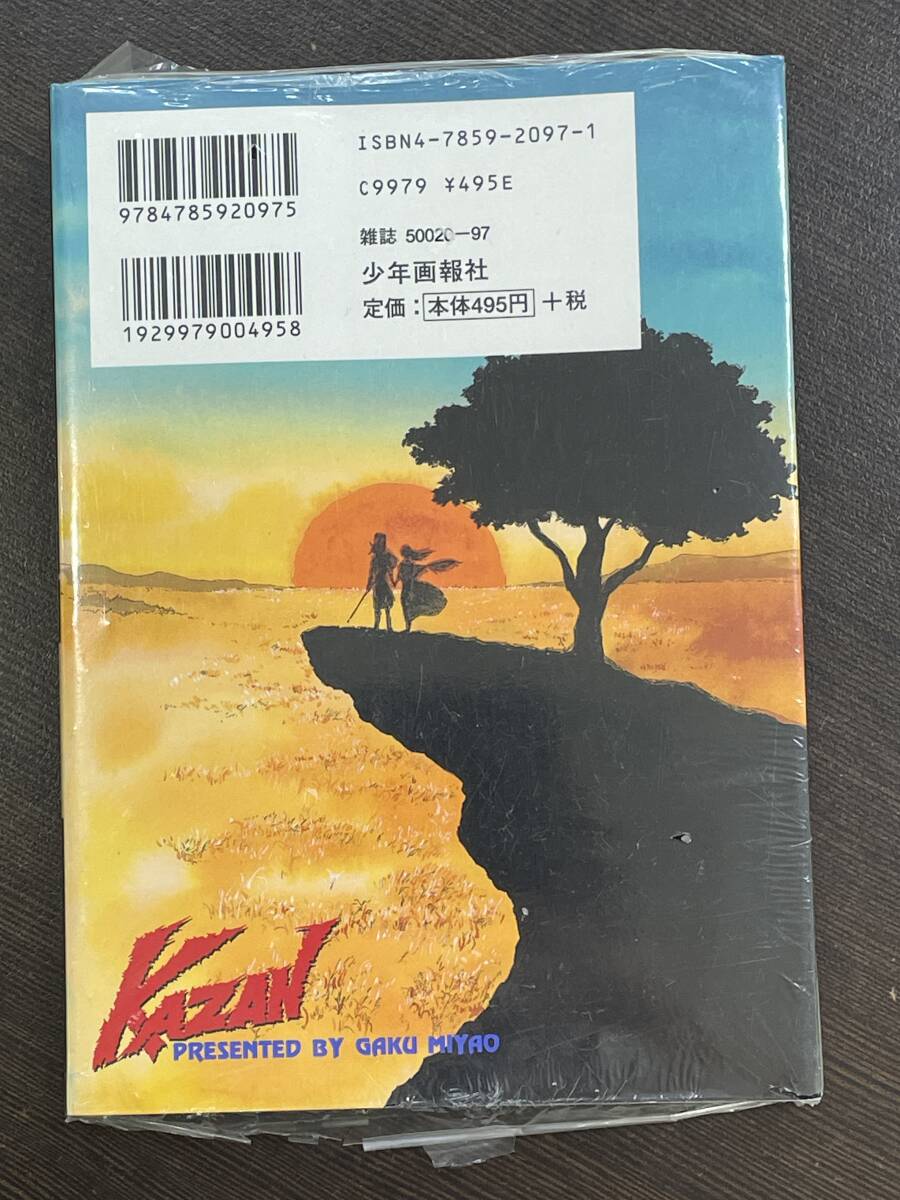 9784785920975
1929979004958
ISBN4-7859-2097-1
C9979 ¥495E
雑誌 50020-97
少年画報社
定価：本体495円＋税
KAZAN
PRESENTED BY GAKU MIYAO